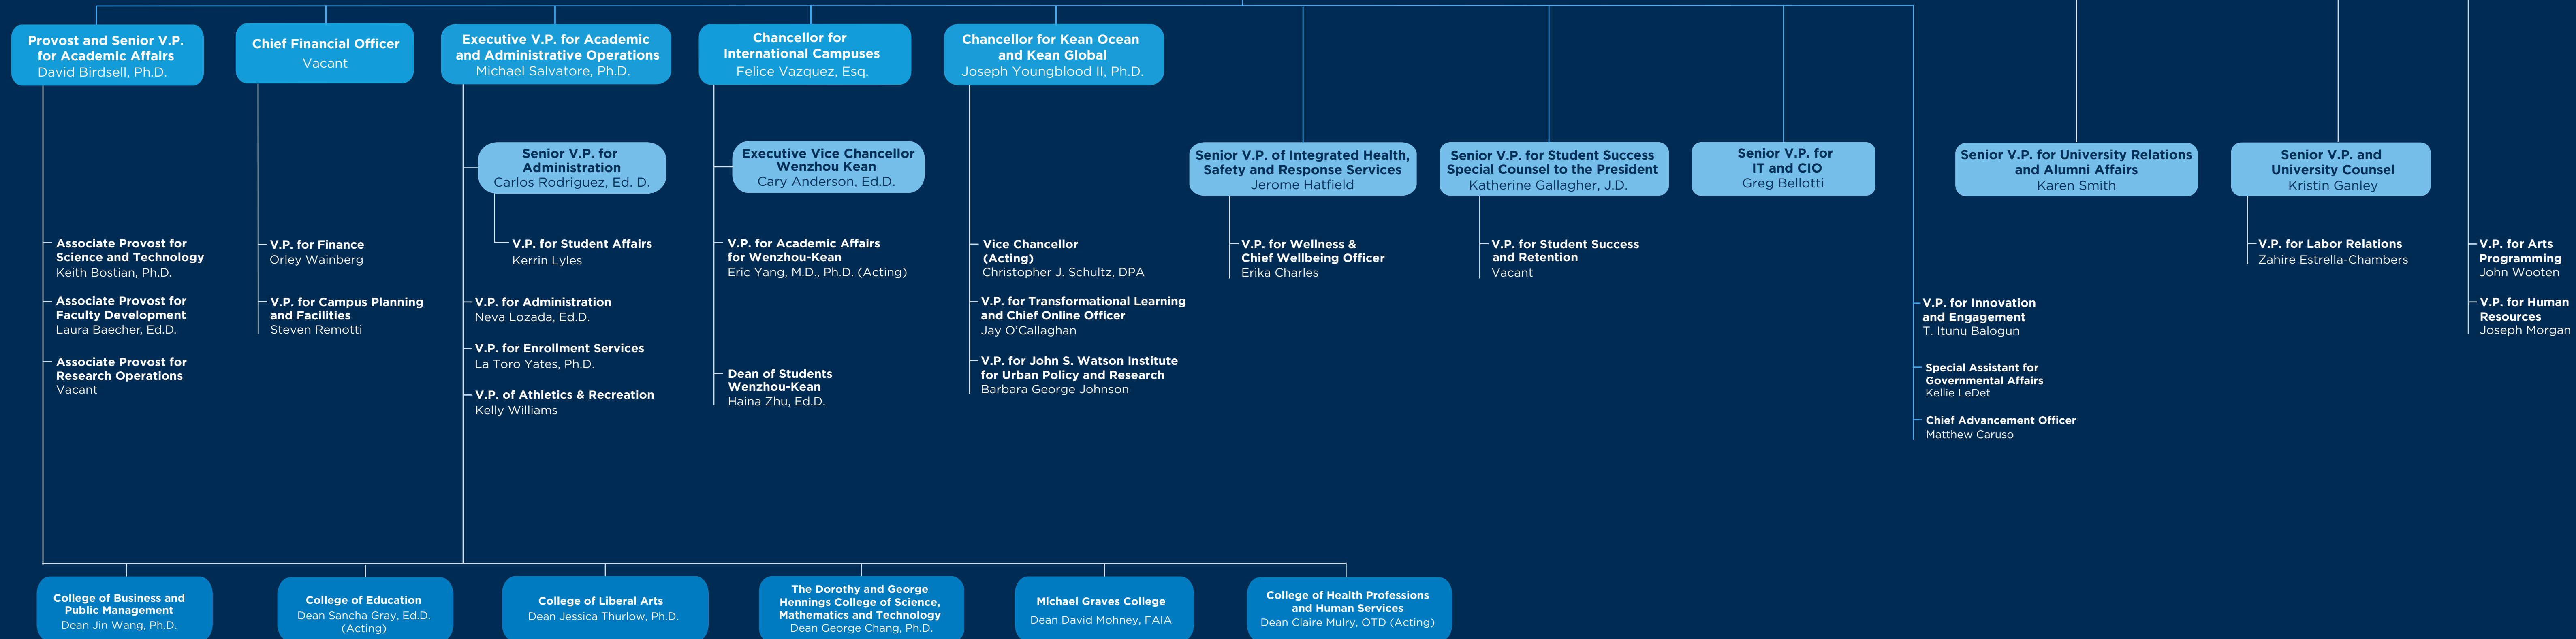 Provost and Senior V.P.
for Academic Affairs
David Birdsell, Ph.D.
Chief Financial Officer
Vacant
Executive V.P. for Academic
and Administrative Operations
Michael Salvatore, Ph.D.
Chancellor for
International Campuses
Felice Vazquez, Esq.
Chancellor for Kean Ocean
and Kean Global
Joseph Youngblood II, Ph.D.
Senior V.P. for
Administration
Carlos Rodriguez, Ed. D.
Executive Vice Chancellor
Wenzhou Kean
Cary Anderson, Ed.D.
Senior V.P. of Integrated Health,
Safety and Response Services
Jerome Hatfield
Senior V.P. for Student Success
Special Counsel to the President
Katherine Gallagher, J.D.
Senior V.P. for
IT and CIO
Greg Bellotti
Senior V.P. for University Relations
and Alumni Affairs
Karen Smith
Senior V.P. and
University Counsel
Kristin Ganley
Associate Provost for
Science and Technology
Keith Bostian, Ph.D.
Associate Provost for
Faculty Development
Laura Baecher, Ed.D.
Associate Provost for
Research Operations
Vacant
V.P. for Finance
Orley Wainberg
V.P. for Campus Planning
and Facilities
Steven Remotti
V.P. for Student Affairs
Kerrin Lyles
V.P. for Administration
Neva Lozada, Ed.D.
V.P. for Enrollment Services
La Toro Yates, Ph.D.
V.P. of Athletics & Recreation
Kelly Williams
V.P. for Academic Affairs
for Wenzhou-Kean
Eric Yang, M.D., Ph.D. (Acting)
Dean of Students
Wenzhou-Kean
Haina Zhu, Ed.D.
Vice Chancellor
(Acting)
Christopher J. Schultz, DPA
V.P. for Transformational Learning
and Chief Online Officer
Jay O'Callaghan
V.P. for John S. Watson Institute
for Urban Policy and Research
Barbara George Johnson
V.P. for Wellness &
Chief Wellbeing Officer
Erika Charles
V.P. for Student Success
and Retention
Vacant
V.P. for Innovation
and Engagement
T. Itunu Balogun
Special Assistant for
Governmental Affairs
Kellie LeDet
Chief Advancement Officer
Matthew Caruso
V.P. for Labor Relations
Zahire Estrella-Chambers
V.P. for Arts
Programming
John Wooten
V.P. for Human
Resources
Joseph Morgan
College of Business and
Public Management
Dean Jin Wang, Ph.D.
College of Education
Dean Sancha Gray, Ed.D.
(Acting)
College of Liberal Arts
Dean Jessica Thurlow, Ph.D.
The Dorothy and George
Hennings College of Science,
Mathematics and Technology
Dean George Chang, Ph.D.
Michael Graves College
Dean David Mohney, FAIA
College of Health Professions
and Human Services
Dean Claire Mulry, OTD (Acting)